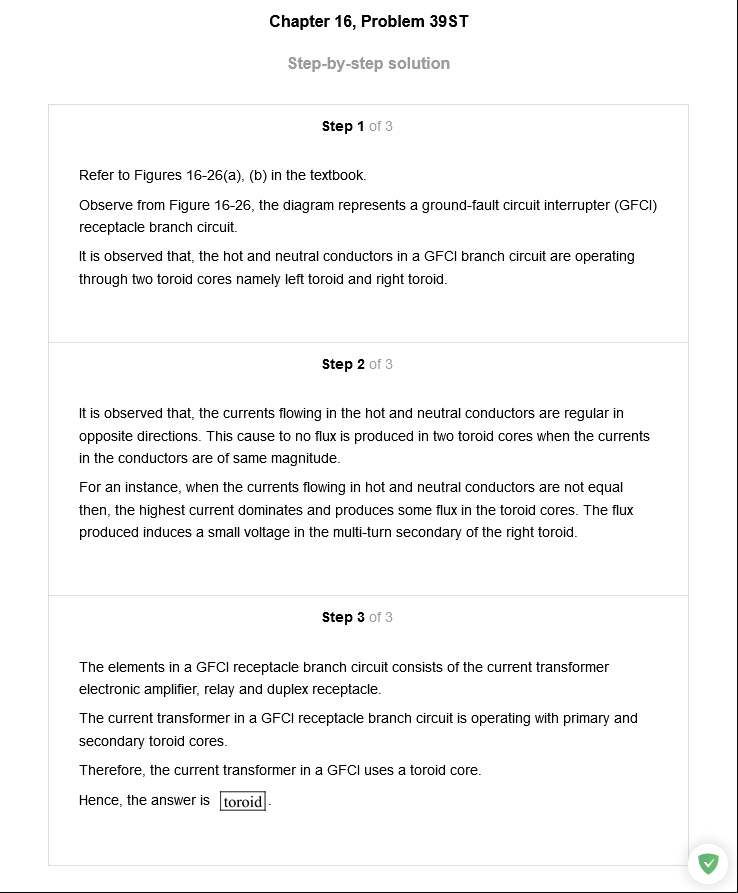 Chapter 16, Problem 39ST
Step-by-step solution
Step 1 of 3
Refer to Figures 16-26(a), (b) in the textbook.
Observe from Figure 16-26, the diagram represents a ground-fault circuit interrupter (GFCI)
receptacle branch circuit.
It is observed that, the hot and neutral conductors in a GFCI branch circuit are operating
through two toroid cores namely left toroid and right toroid.
Step 2 of 3
It is observed that, the currents flowing in the hot and neutral conductors are regular in
opposite directions. This cause to no flux is produced in two toroid cores when the currents
in the conductors are of same magnitude.
For an instance, when the currents flowing in hot and neutral conductors are not equal
then, the highest current dominates and produces some flux in the toroid cores. The flux
produced induces a small voltage in the multi-turn secondary of the right toroid.
Step 3 of 3
The elements in a GFCI receptacle branch circuit consists of the current transformer
electronic amplifier, relay and duplex receptacle.
The current transformer in a GFCI receptacle branch circuit is operating with primary and
secondary toroid cores.
Therefore, the current transformer in a GFCI uses a toroid core.
Hence, the answer is toroid.